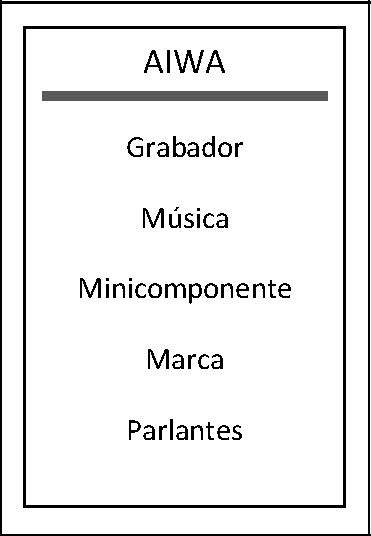 AIWA
Grabador
Música
Minicomponente
Marca
Parlantes